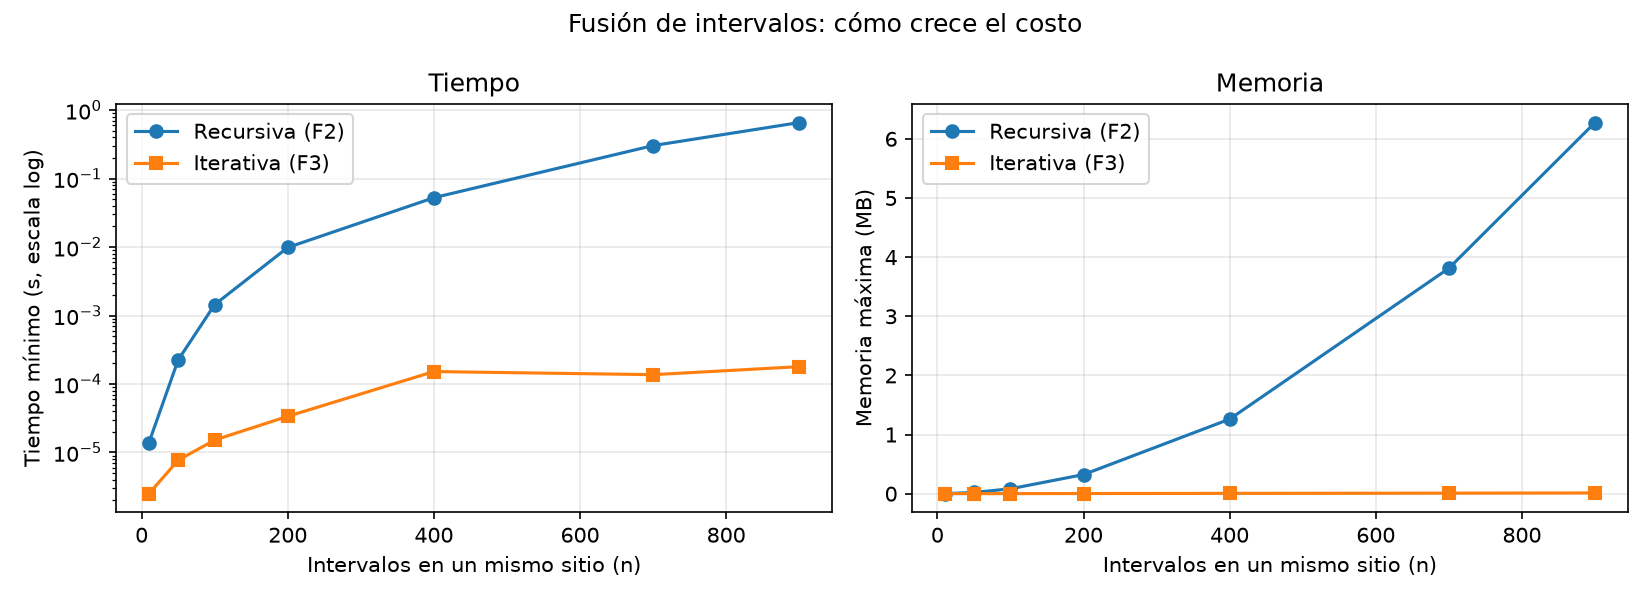 Fusión de intervalos: cómo crece el costo
Tiempo
Recursiva (F2)
Iterativa (F3)
Tiempo mínimo (s, escala log)
10⁰
10⁻¹
10⁻²
10⁻³
10⁻⁴
10⁻⁵
0 200 400 600 800
Intervalos en un mismo sitio (n)
Memoria
Recursiva (F2)
Iterativa (F3)
Memoria máxima (MB)
6
5
4
3
2
1
0
0 200 400 600 800
Intervalos en un mismo sitio (n)